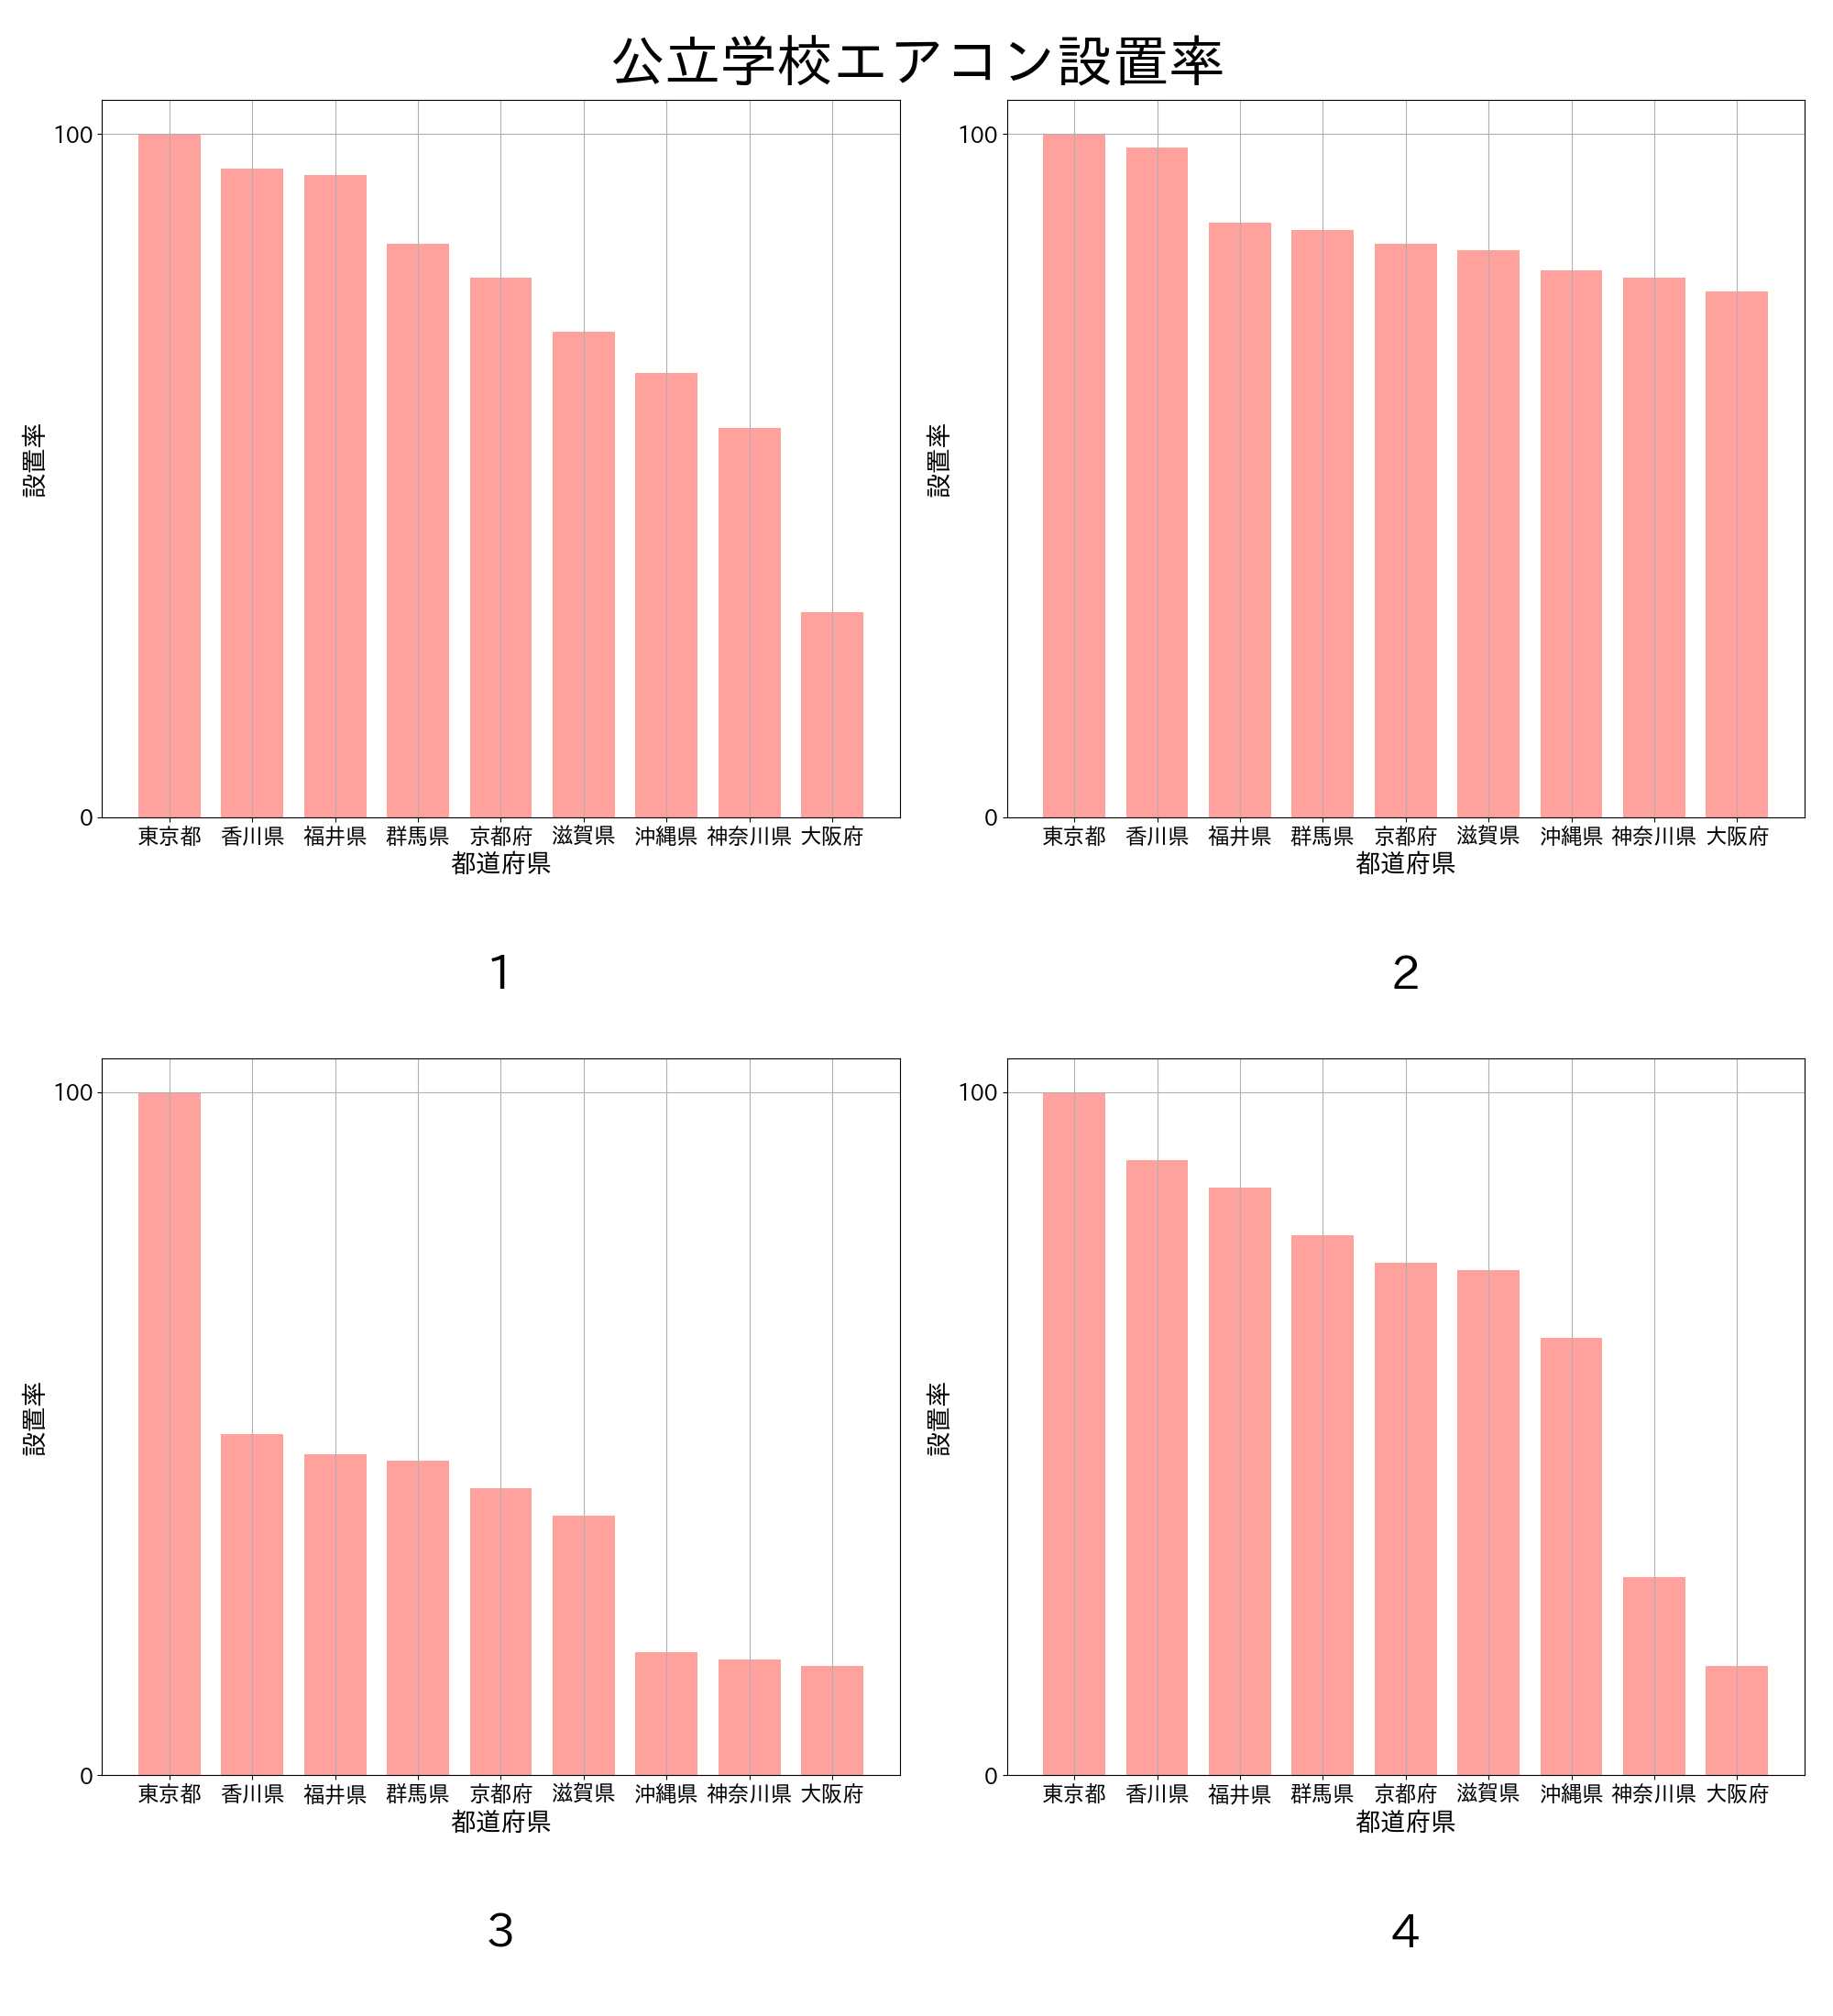 公立学校エアコン設置率
100
0
設置率
東京都 香川県 福井県 群馬県 京都府 滋賀県 沖縄県 神奈川県 大阪府
都道府県
1
100
0
設置率
東京都 香川県 福井県 群馬県 京都府 滋賀県 沖縄県 神奈川県 大阪府
都道府県
2
100
0
設置率
東京都 香川県 福井県 群馬県 京都府 滋賀県 沖縄県 神奈川県 大阪府
都道府県
3
100
0
設置率
東京都 香川県 福井県 群馬県 京都府 滋賀県 沖縄県 神奈川県 大阪府
都道府県
4